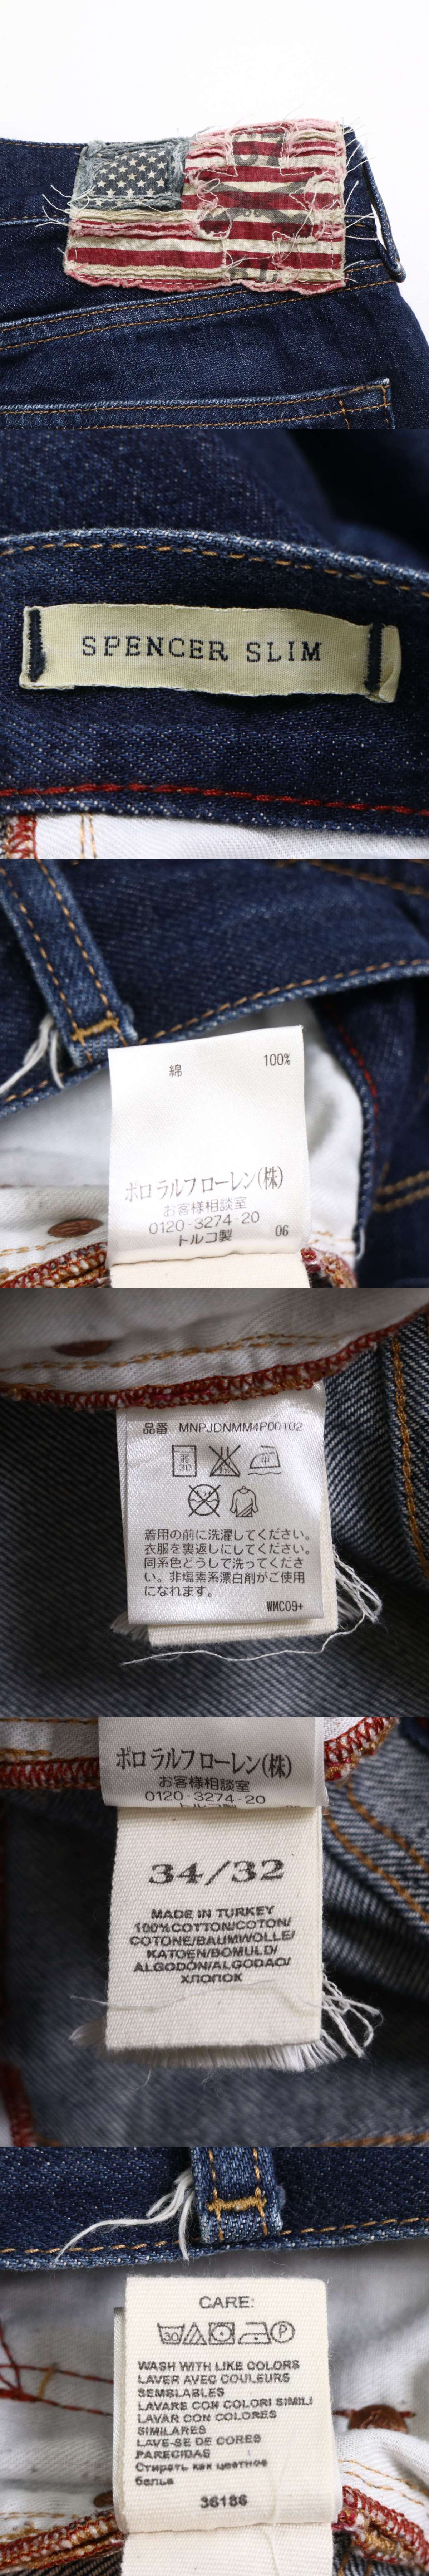 67
RL
SPENCER SLIM
綿 100%
ポロ ラルフ ローレン(株)
お客様相談室
0120-3274-20
トルコ製 06
品番 MNPJDNMM4P00102
弱
30
中
着用の前に洗濯してください。
衣服を裏返しにしてください。
同系色どうしで洗ってくださ
い。非塩素系漂白剤がご使用
になれます。
WMC09+
ポロ ラルフ ローレン(株)
お客様相談室
0120-3274-20
34/32
MADE IN TURKEY
100%COTTON/COTON/
COTONE/BAUMWOLLE/
KATOEN/BOMULD/
ALGODÓN/ALGODAO/
ХЛОПОК
CARE:
30
P
WASH WITH LIKE COLORS
LAVER AVEC COULEURS
SEMBLABLES
LAVARE CON COLORI SIMILI
LAVAR CON COLORES
SIMILARES
LAVE-SE DE CORES
PARECIDAS
Стирать как цветное
белье
36186